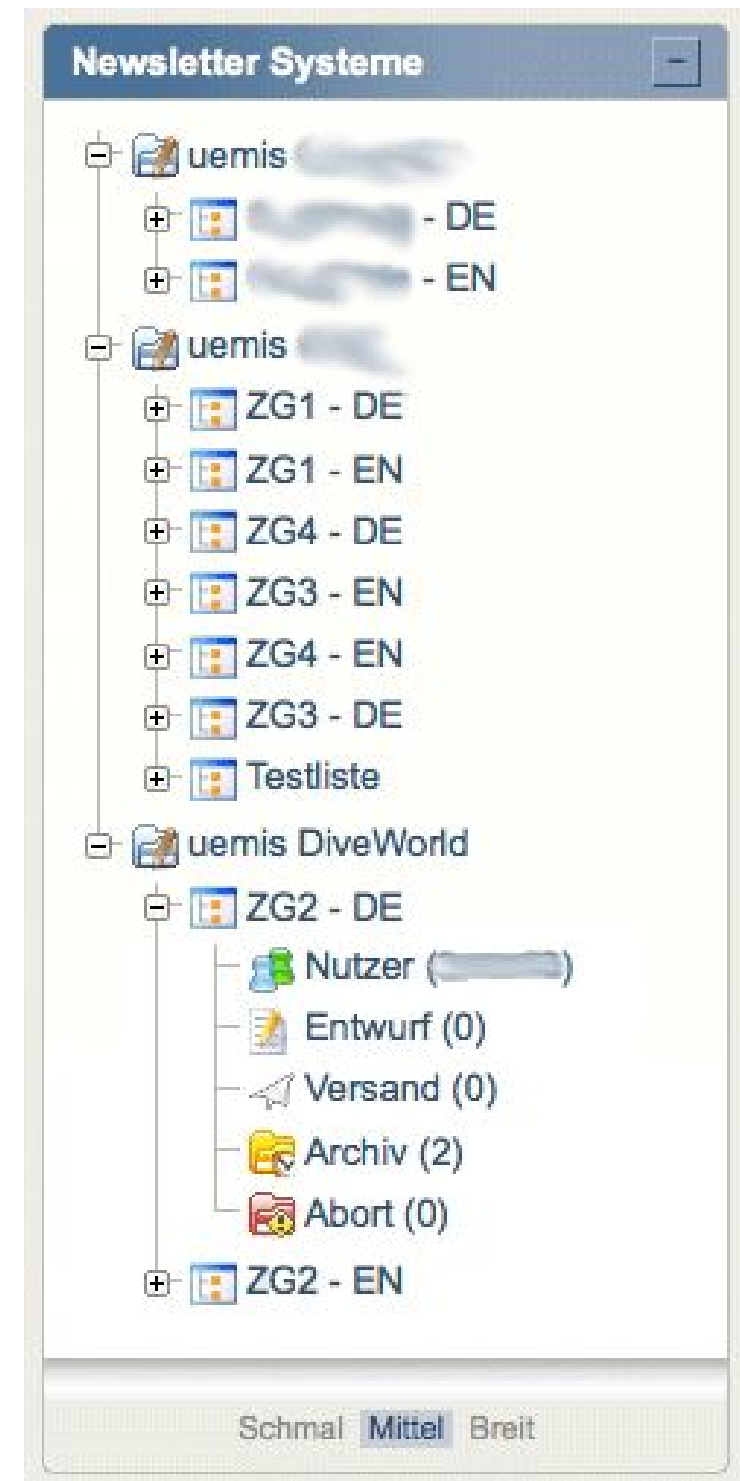 Newsletter Systeme
uemis
- DE
- EN
uemis
ZG1 - DE
ZG1 - EN
ZG4 - DE
ZG3 - EN
ZG4 - EN
ZG3 - DE
Testliste
uemis DiveWorld
ZG2 - DE
Nutzer ( )
Entwurf (0)
Versand (0)
Archiv (2)
Abort (0)
ZG2 - EN
Schmal Mittel Breit